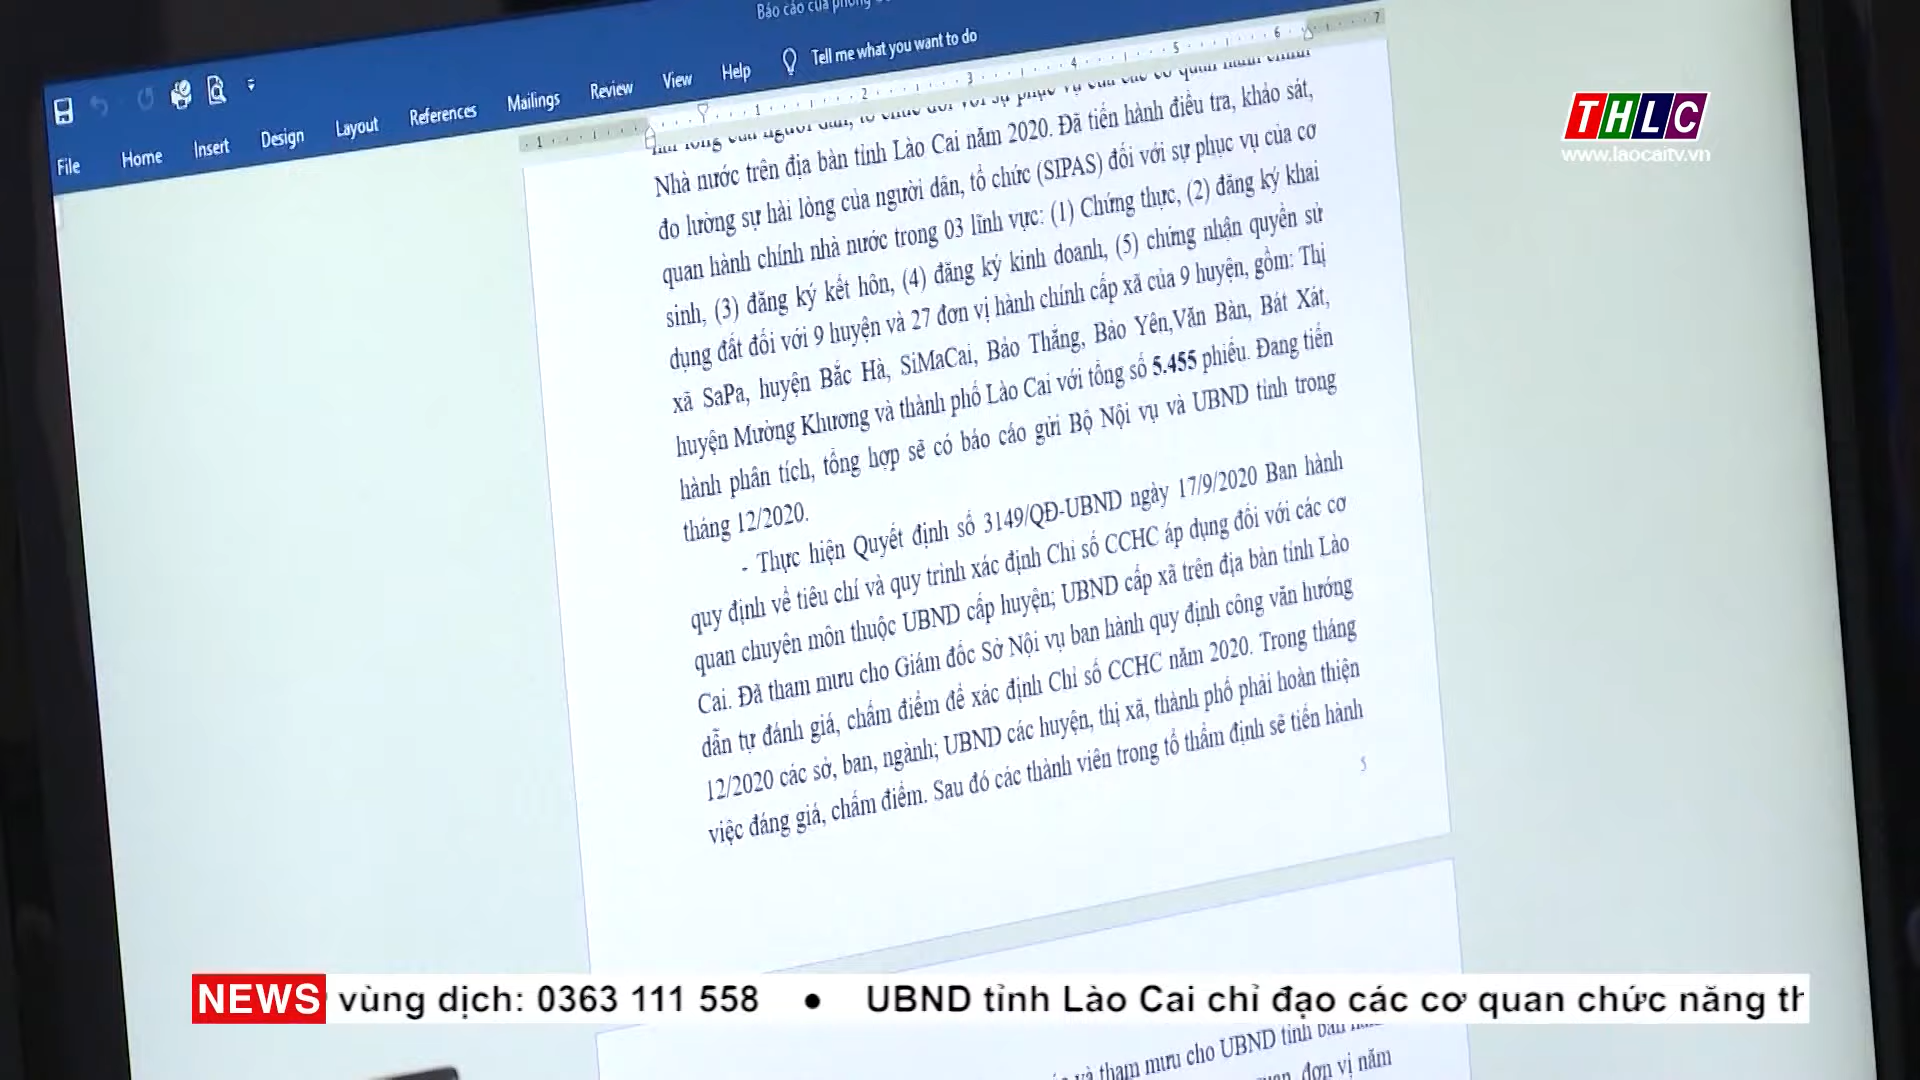 Báo cáo của phòng
File Home Insert Design Layout References Mailings Review View Help Tell me what you want to do
1 1 2 3 4 5 6 7
THLC
www.laocaitv.vn
Nhà nước trên địa bàn tỉnh Lào Cai năm 2020. Đã tiến hành điều tra, khảo sát,
đo lường sự hài lòng của người dân, tổ chức (SIPAS) đối với sự phục vụ của cơ
quan hành chính nhà nước trong 03 lĩnh vực: (1) Chứng thực, (2) đăng ký khai
sinh, (3) đăng ký kết hôn, (4) đăng ký kinh doanh, (5) chứng nhận quyền sử
dụng đất đối với 9 huyện và 27 đơn vị hành chính cấp xã của 9 huyện, gồm: Thị
xã SaPa, huyện Bắc Hà, SiMaCai, Bảo Thắng, Bảo Yên,Văn Bàn, Bát Xát,
huyện Mường Khương và thành phố Lào Cai với tổng số 5.455 phiếu. Đang tiến
hành phân tích, tổng hợp sẽ có báo cáo gửi Bộ Nội vụ và UBND tỉnh trong
tháng 12/2020.
- Thực hiện Quyết định số 3149/QĐ-UBND ngày 17/9/2020 Ban hành
quy định về tiêu chí và quy trình xác định Chỉ số CCHC áp dụng đối với các cơ
quan chuyên môn thuộc UBND cấp huyện; UBND cấp xã trên địa bàn tỉnh Lào
Cai. Đã tham mưu cho Giám đốc Sở Nội vụ ban hành quy định công văn hướng
dẫn tự đánh giá, chấm điểm để xác định Chỉ số CCHC năm 2020. Trong tháng
12/2020 các sở, ban, ngành; UBND các huyện, thị xã, thành phố phải hoàn thiện
việc đáng giá, chấm điểm. Sau đó các thành viên trong tổ thẩm định sẽ tiến hành
5
NEWS vùng dịch: 0363 111 558 • UBND tỉnh Lào Cai chỉ đạo các cơ quan chức năng th
và tham mưu cho UBND tỉnh ban
đơn vị năm